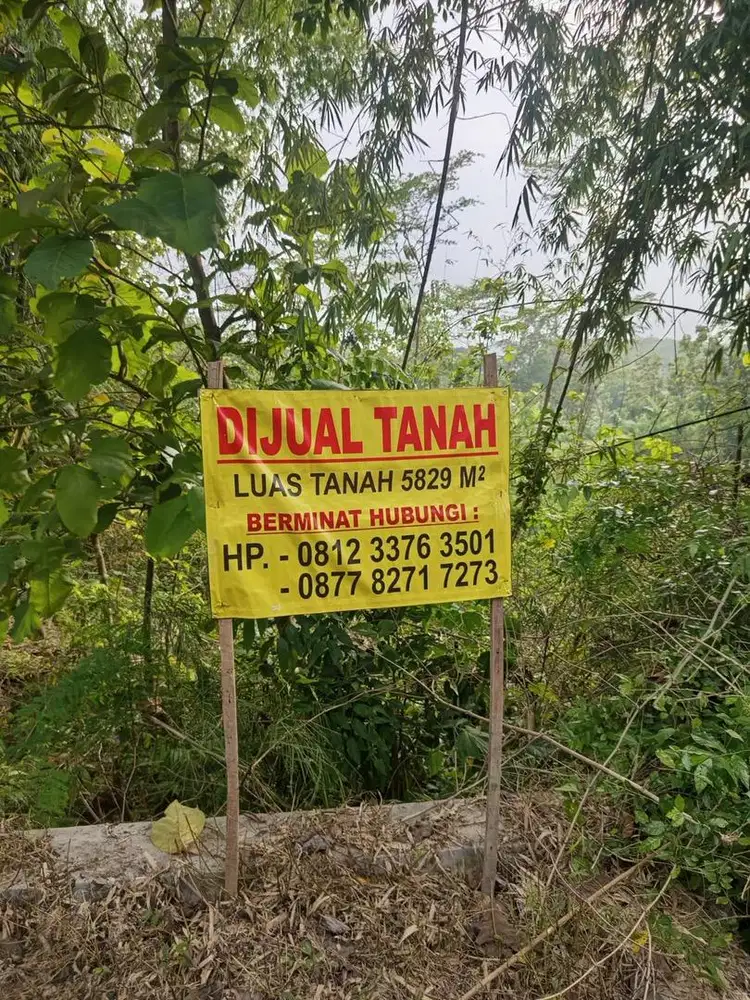 DIJUAL TANAH
LUAS TANAH 5829 M²
BERMINAT HUBUNGI :
HP. - 0812 3376 3501
- 0877 8271 7273